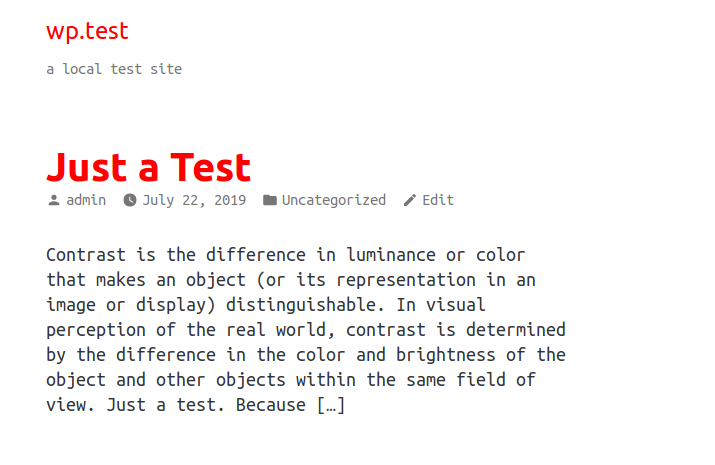 wp.test
a local test site
Just a Test
admin July 22, 2019 Uncategorized Edit
Contrast is the difference in luminance or color
that makes an object (or its representation in an
image or display) distinguishable. In visual
perception of the real world, contrast is determined
by the difference in the color and brightness of the
object and other objects within the same field of
view. Just a test. Because […]